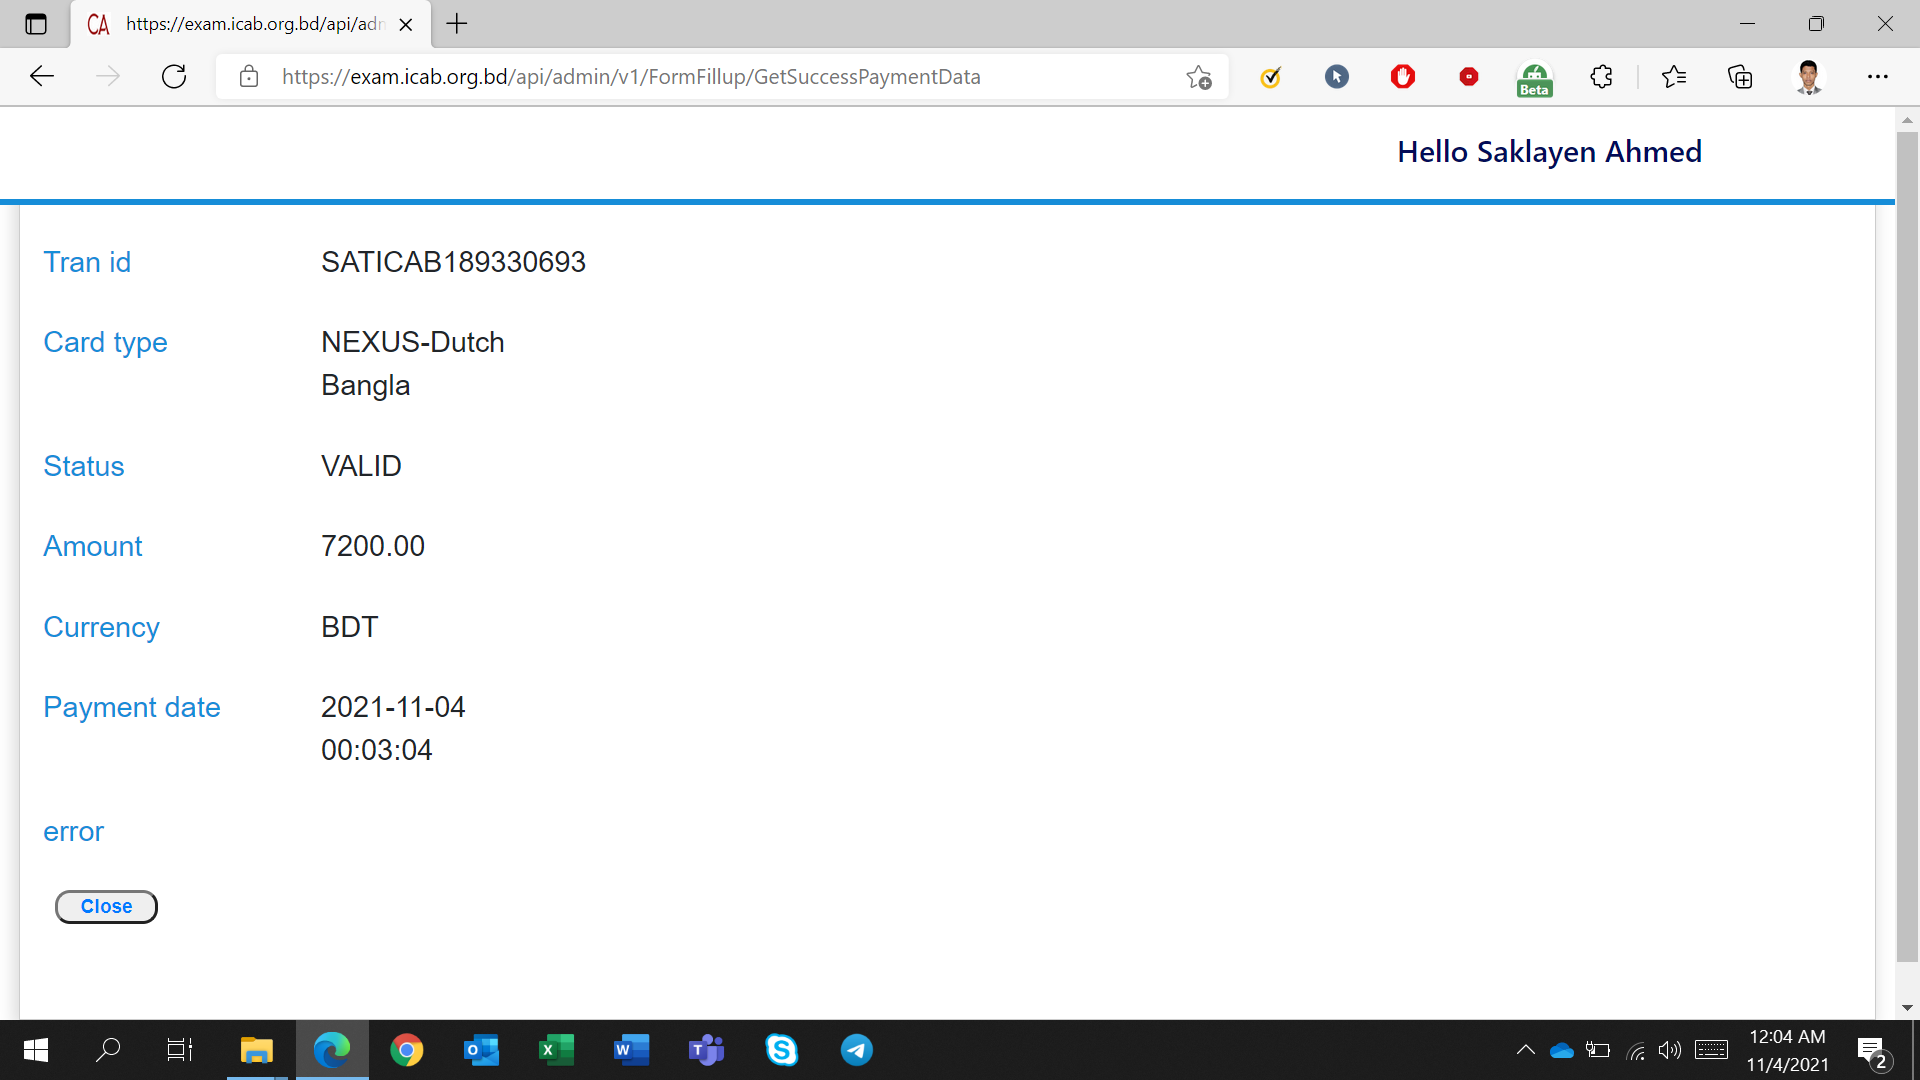 CA https://exam.icab.org.bd/api/adn
https://exam.icab.org.bd/api/admin/v1/FormFillup/GetSuccessPaymentData
Beta
Hello Saklayen Ahmed
Tran id SATICAB189330693
Card type NEXUS-Dutch
Bangla
Status VALID
Amount 7200.00
Currency BDT
Payment date 2021-11-04
00:03:04
error
Close
12:04 AM
11/4/2021
2